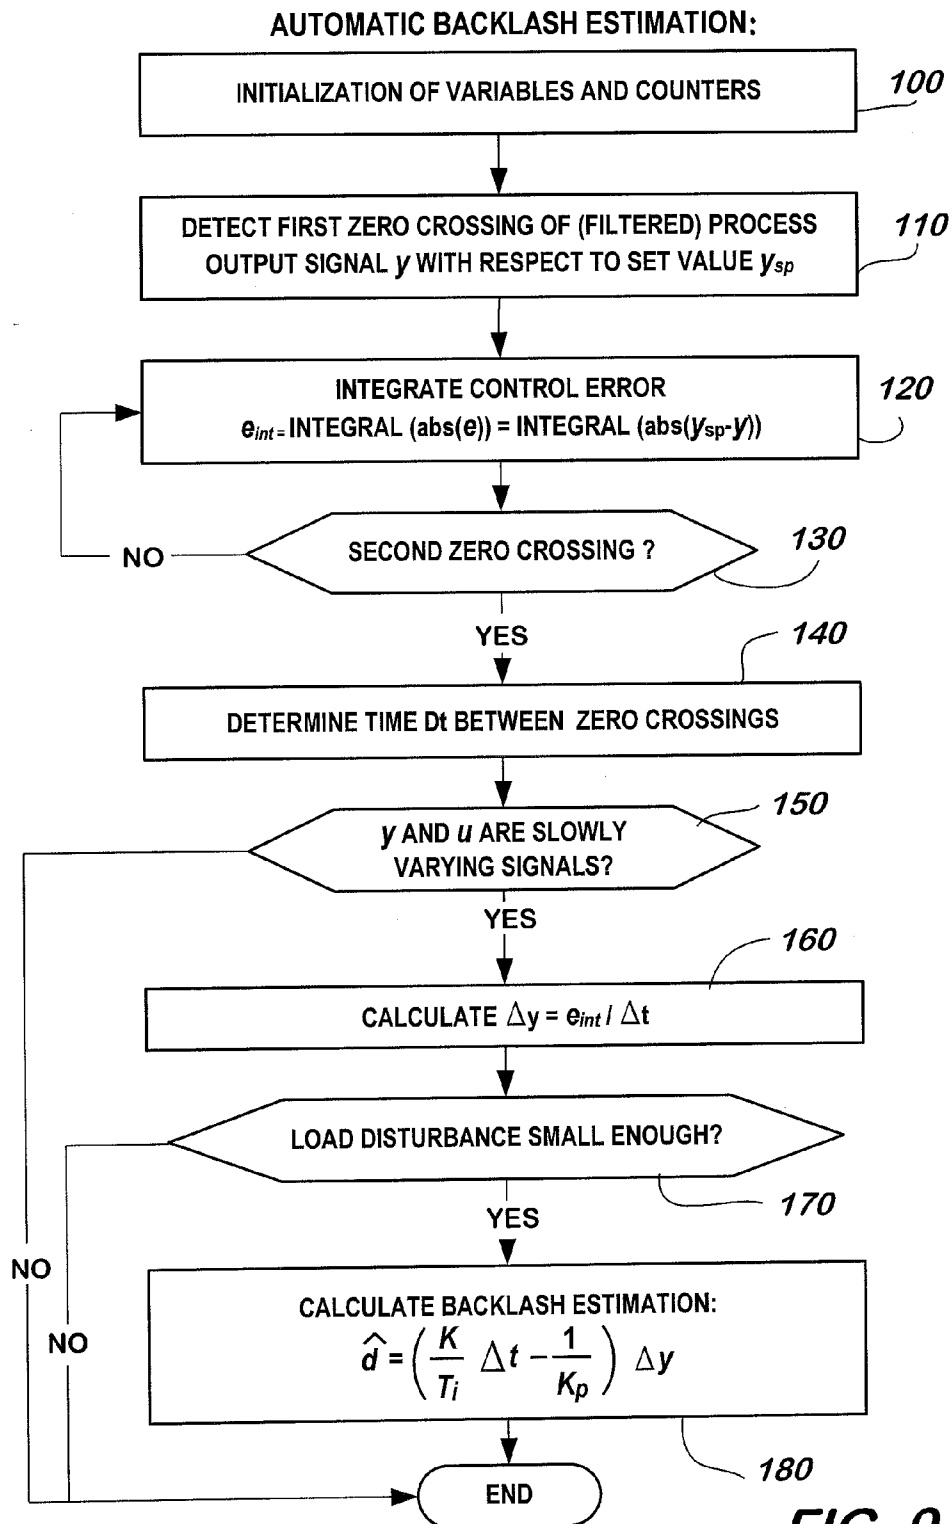 AUTOMATIC BACKLASH ESTIMATION:
INITIALIZATION OF VARIABLES AND COUNTERS
100
DETECT FIRST ZERO CROSSING OF (FILTERED) PROCESS
OUTPUT SIGNAL y WITH RESPECT TO SET VALUE ysp
110
INTEGRATE CONTROL ERROR
eint = INTEGRAL (abs(e)) = INTEGRAL (abs(ysp-y))
120
SECOND ZERO CROSSING ?
130
NO
YES
140
DETERMINE TIME Dt BETWEEN ZERO CROSSINGS
150
y AND u ARE SLOWLY
VARYING SIGNALS?
YES
160
CALCULATE Δy = eint / Δt
LOAD DISTURBANCE SMALL ENOUGH?
170
YES
NO
NO
CALCULATE BACKLASH ESTIMATION:
d̂ = ( K/Ti Δt − 1/Kp ) Δy
180
END